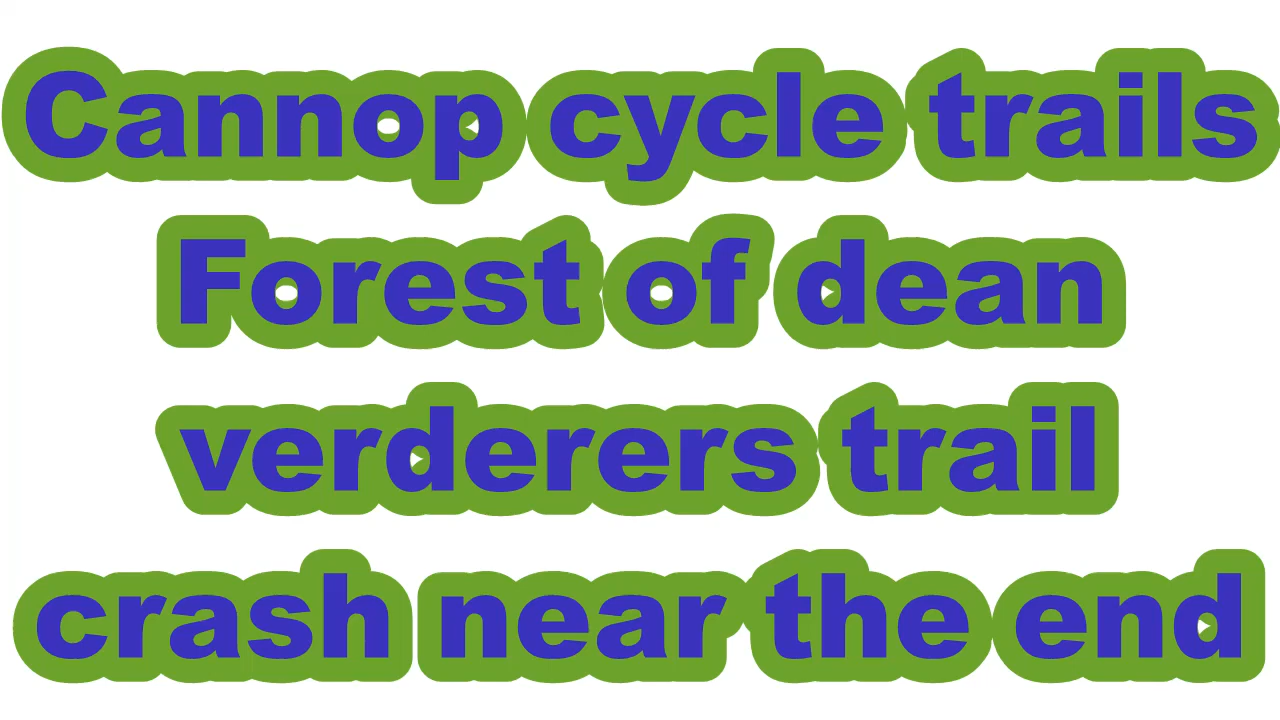 Cannop cycle trails
Forest of dean
verderers trail
crash near the end